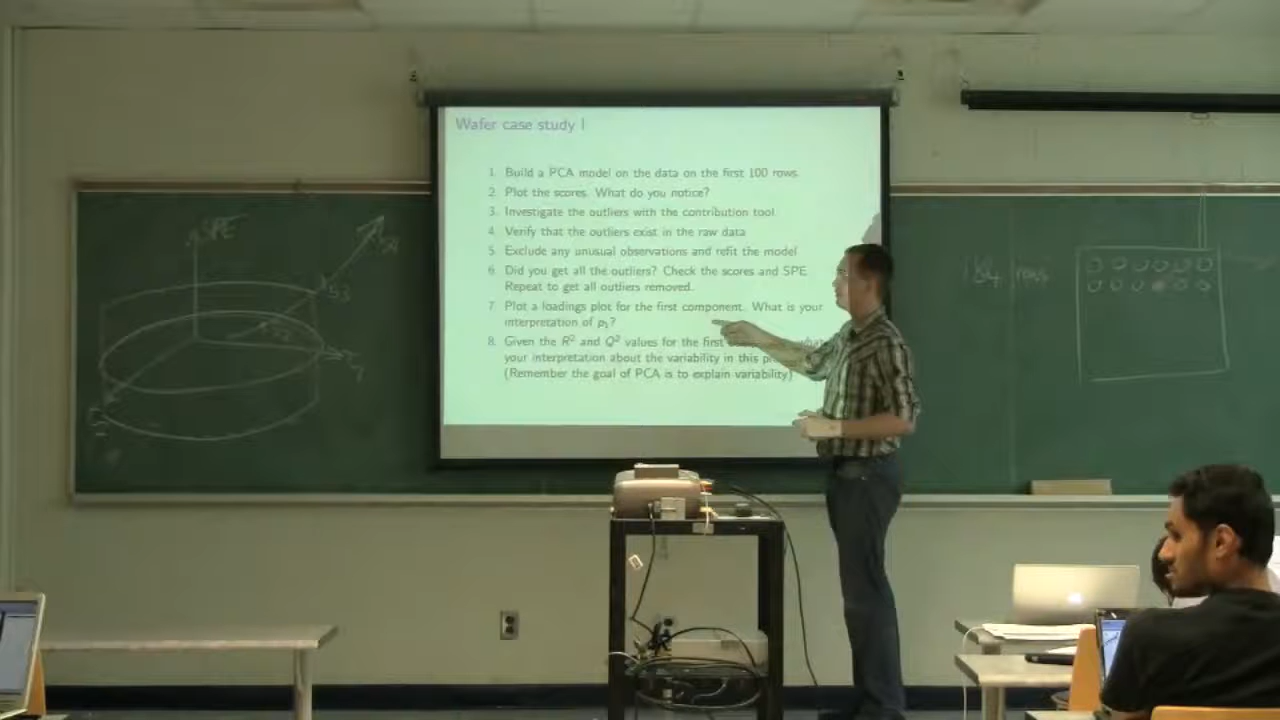 Wafer case study I
1. Build a PCA model on the data on the first 100 rows.
2. Plot the scores. What do you notice?
3. Investigate the outliers with the contribution tool.
4. Verify that the outliers exist in the raw data
5. Exclude any unusual observations and refit the model
6. Did you get all the outliers? Check the scores and SPE.
Repeat to get all outliers removed.
7. Plot a loadings plot for the first component. What is your
interpretation of p₁?
8. Given the R² and Q² values for the first what
your interpretation about the variability in this
(Remember the goal of PCA is to explain variability)
SPE
184 rows